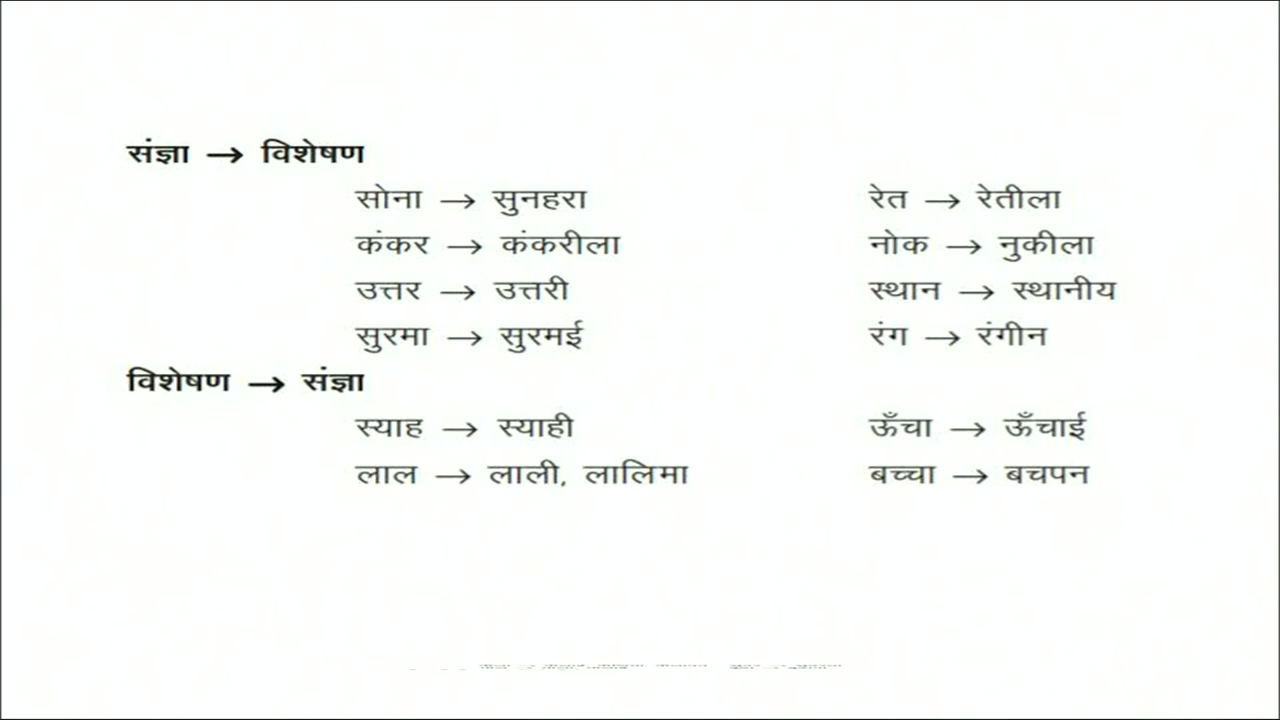 संज्ञा → विशेषण
सोना → सुनहरा रेत → रेतीला
कंकर → कंकरीला नोक → नुकीला
उत्तर → उत्तरी स्थान → स्थानीय
सुरमा → सुरमई रंग → रंगीन
विशेषण → संज्ञा
स्याह → स्याही ऊँचा → ऊँचाई
लाल → लाली, लालिमा बच्चा → बचपन